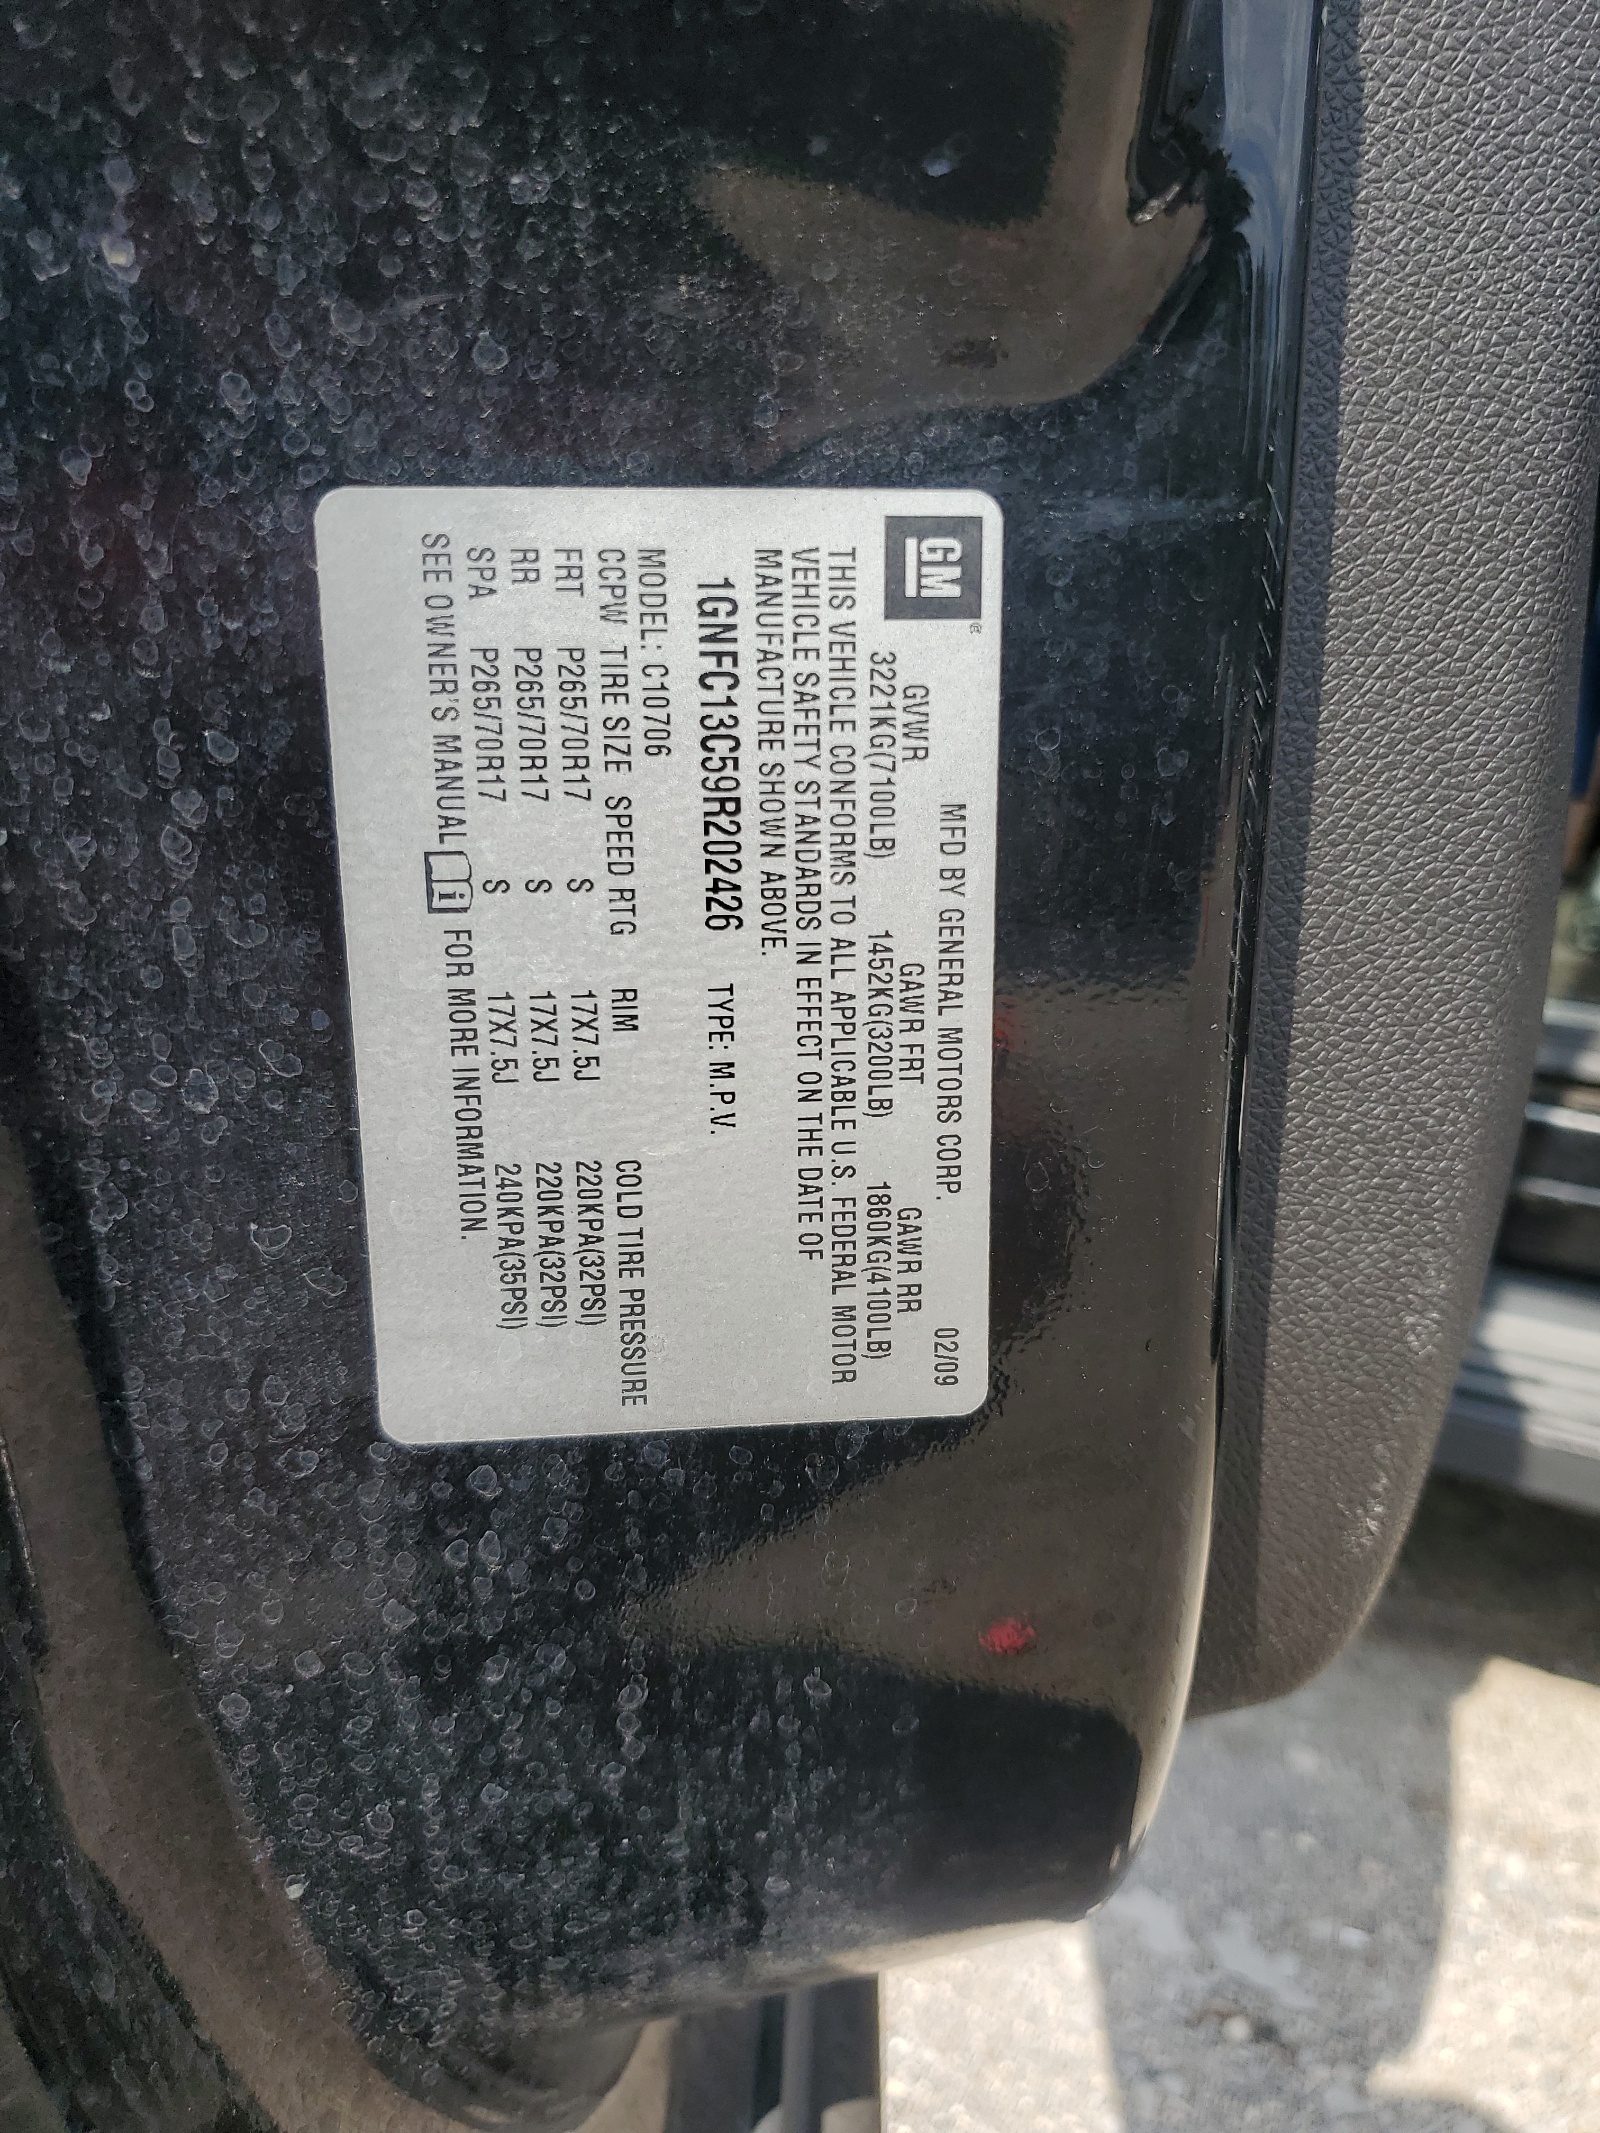 GM ®
MFD BY GENERAL MOTORS CORP. 02/09
GVWR GAWR FRT GAWR RR
3221KG(7100LB) 1452KG(3200LB) 1860KG(4100LB)
THIS VEHICLE CONFORMS TO ALL APPLICABLE U.S. FEDERAL MOTOR
VEHICLE SAFETY STANDARDS IN EFFECT ON THE DATE OF
MANUFACTURE SHOWN ABOVE.
1GNFC13C59R202426 TYPE: M.P.V.
MODEL: C10706
CCPW TIRE SIZE SPEED RTG RIM COLD TIRE PRESSURE
FRT P265/70R17 S 17X7.5J 220KPA(32PSI)
RR P265/70R17 S 17X7.5J 220KPA(32PSI)
SPA P265/70R17 S 17X7.5J 240KPA(35PSI)
SEE OWNER'S MANUAL i FOR MORE INFORMATION.